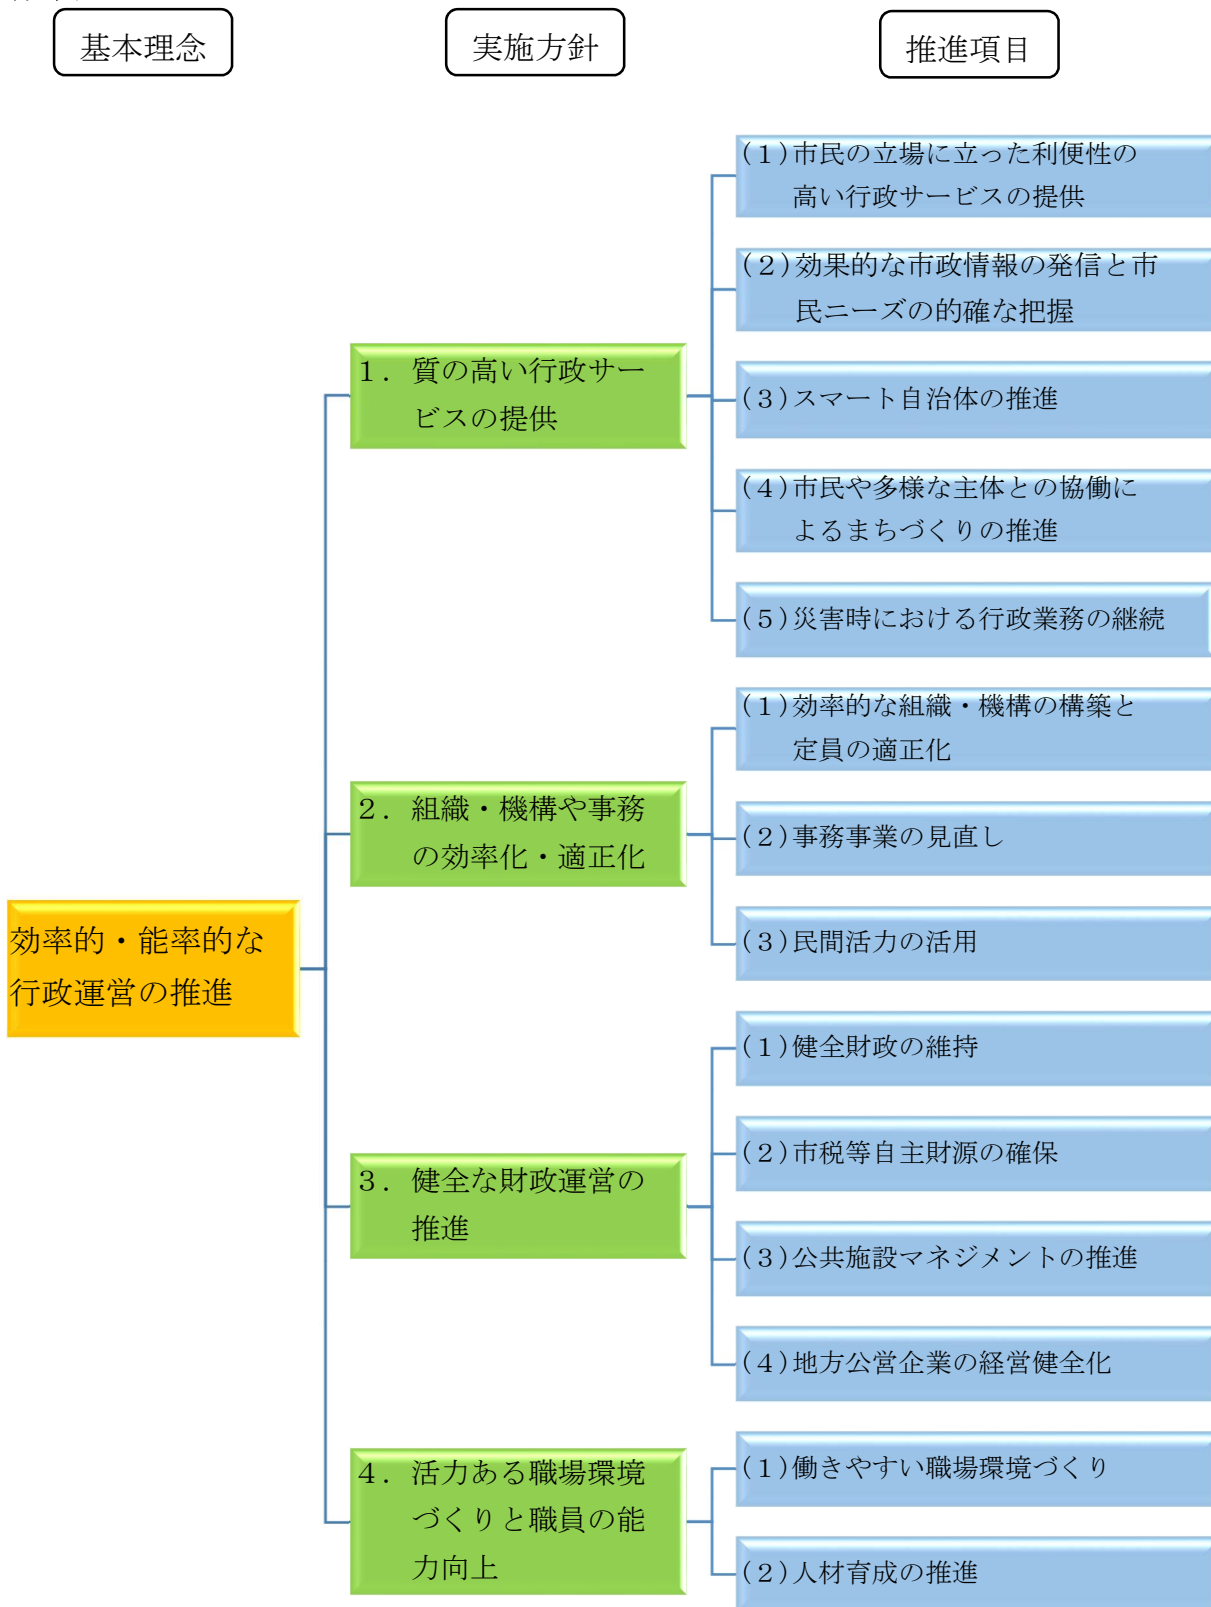 基本理念
実施方針
推進項目
(１)市民の立場に立った利便性の
高い行政サービスの提供
(２)効果的な市政情報の発信と市
民ニーズの的確な把握
1．質の高い行政サー
ビスの提供
(３)スマート自治体の推進
(４)市民や多様な主体との協働に
よるまちづくりの推進
(５)災害時における行政業務の継続
(１)効率的な組織・機構の構築と
定員の適正化
2．組織・機構や事務
の効率化・適正化
(２)事務事業の見直し
(３)民間活力の活用
効率的・能率的な
行政運営の推進
(１)健全財政の維持
(２)市税等自主財源の確保
3．健全な財政運営の
推進
(３)公共施設マネジメントの推進
(４)地方公営企業の経営健全化
4．活力ある職場環境
づくりと職員の能
力向上
(１)働きやすい職場環境づくり
(２)人材育成の推進